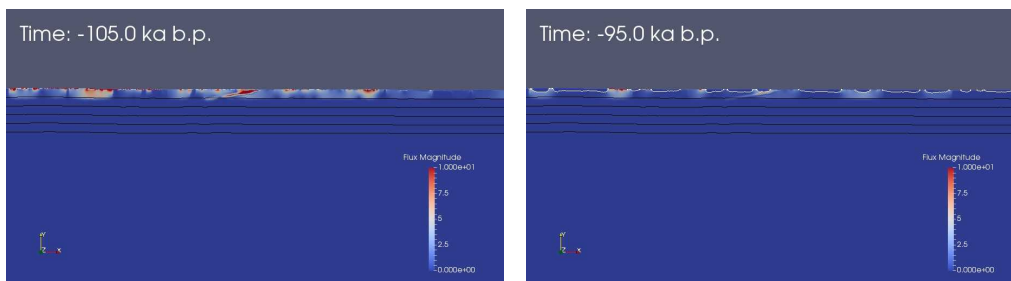 Time: -105.0 ka b.p.
Flux Magnitude
1.000e+01
7.5
5
2.5
0.000e+00
Y
Z X
Time: -95.0 ka b.p.
Flux Magnitude
1.000e+01
7.5
5
2.5
0.000e+00
Y
Z X